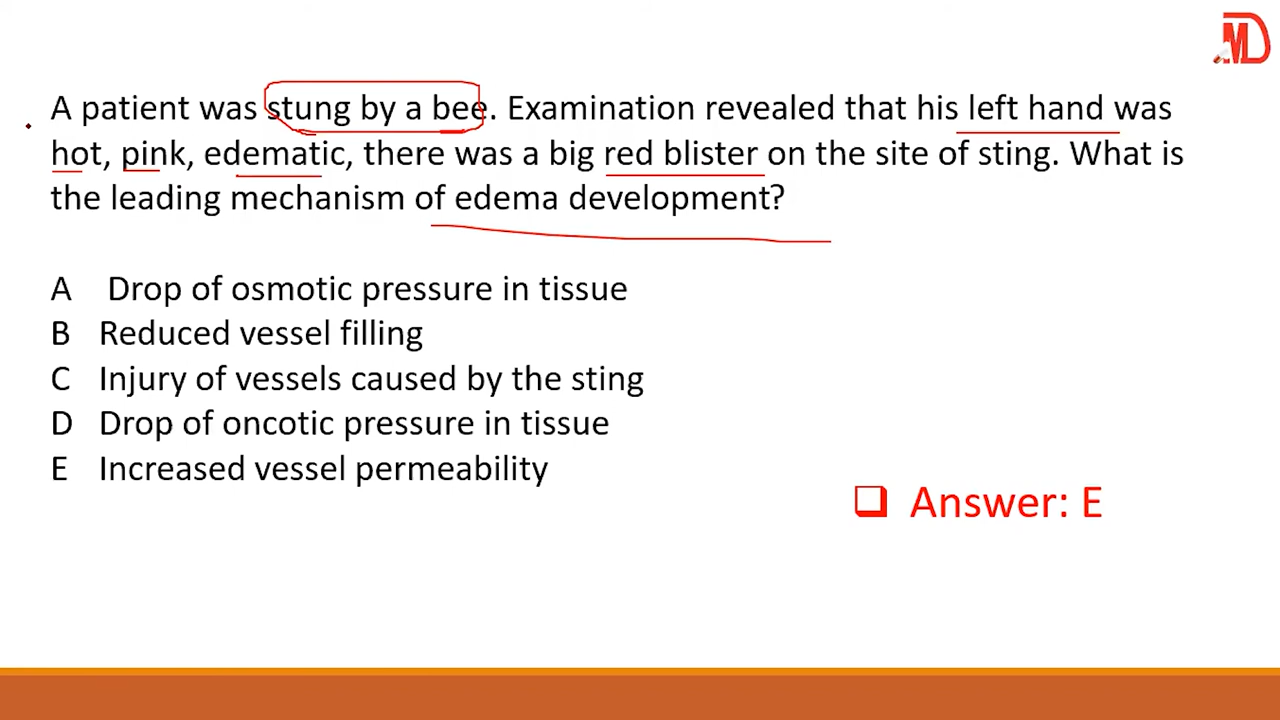 MD
A patient was stung by a bee. Examination revealed that his left hand was
hot, pink, edematic, there was a big red blister on the site of sting. What is
the leading mechanism of edema development?
A Drop of osmotic pressure in tissue
B Reduced vessel filling
C Injury of vessels caused by the sting
D Drop of oncotic pressure in tissue
E Increased vessel permeability
Answer: E